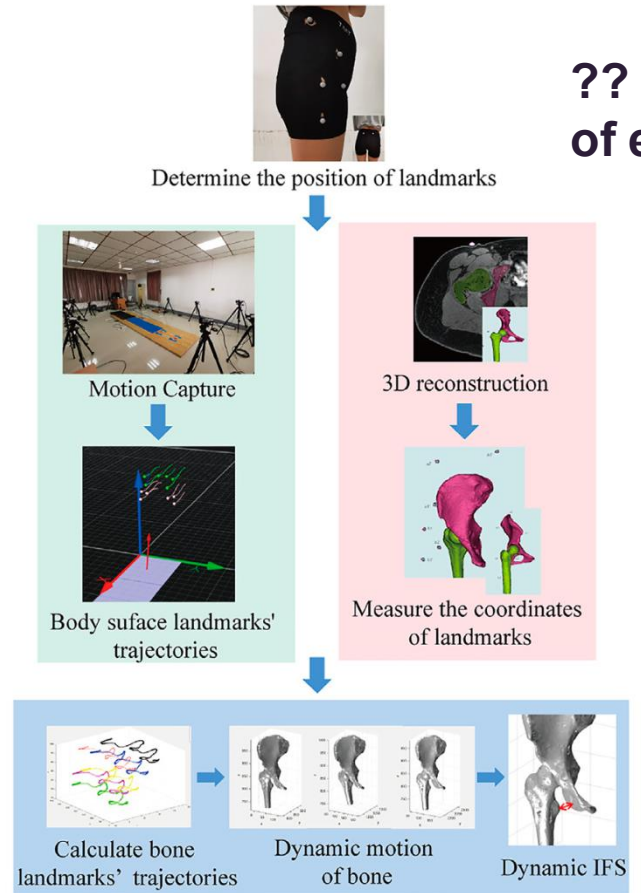 ?? 
of e
Determine the position of landmarks
Motion Capture
3D reconstruction
Body suface landmarks'
trajectories
Measure the coordinates
of landmarks
Calculate bone
landmarks’ trajectories
Dynamic motion
of bone
Dynamic IFS